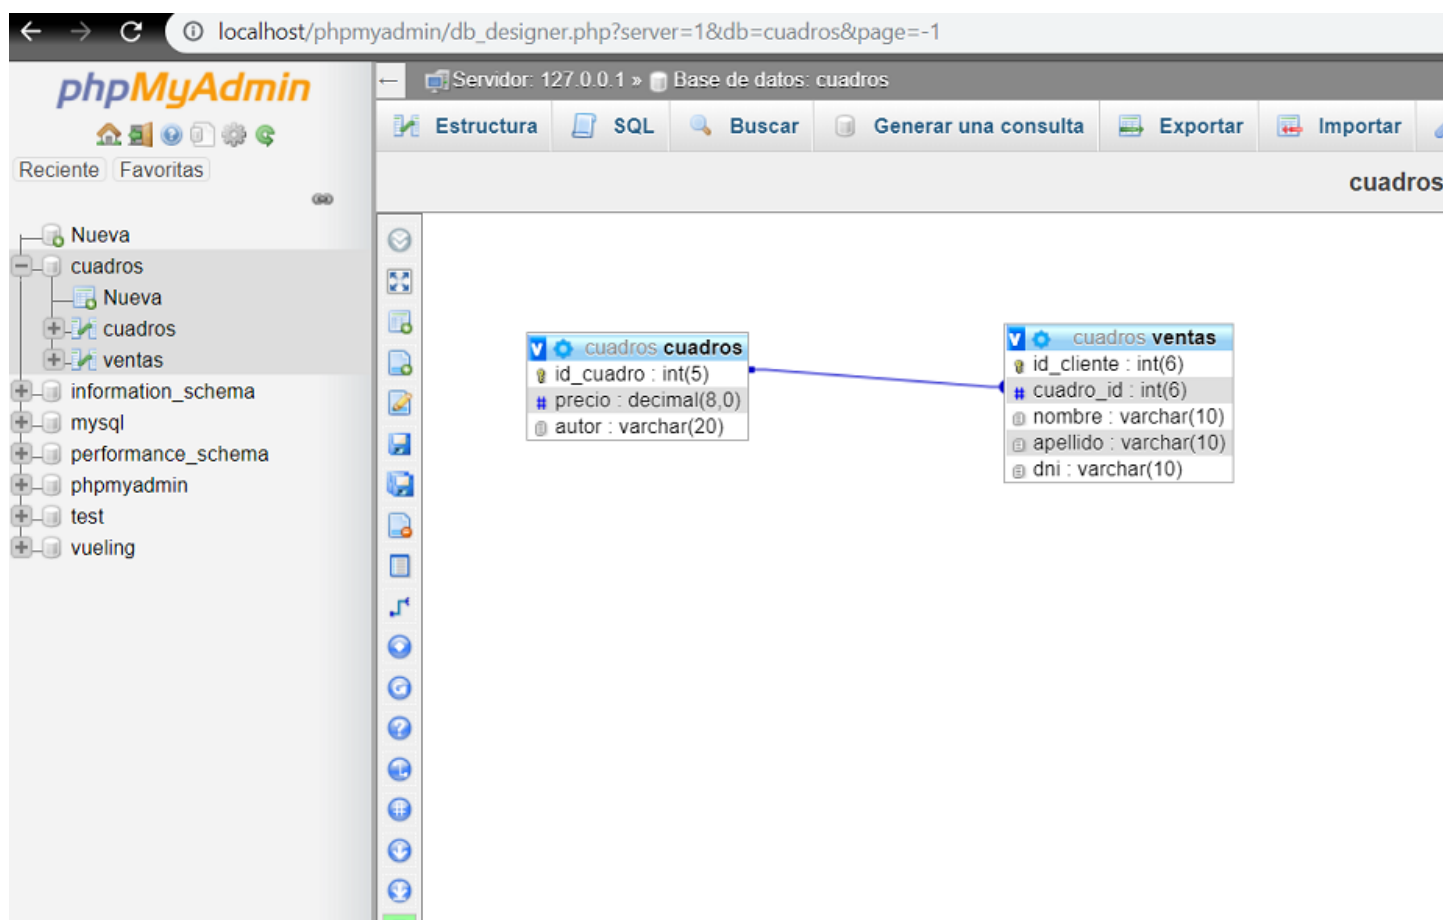 localhost/phpmyadmin/db_designer.php?server=1&db=cuadros&page=-1
phpMyAdmin
Reciente Favoritas
Nueva
cuadros
Nueva
cuadros
ventas
information_schema
mysql
performance_schema
phpmyadmin
test
vueling
Servidor: 127.0.0.1 » Base de datos: cuadros
Estructura SQL Buscar Generar una consulta Exportar Importar
cuadros
v cuadros cuadros
id_cuadro : int(5)
# precio : decimal(8,0)
autor : varchar(20)
v cuadros ventas
id_cliente : int(6)
# cuadro_id : int(6)
nombre : varchar(10)
apellido : varchar(10)
dni : varchar(10)